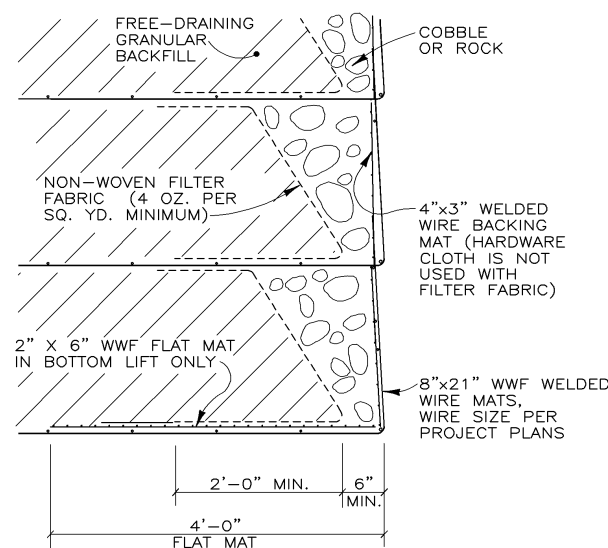 FREE-DRAINING
GRANULAR
BACKFILL
COBBLE
OR ROCK
NON-WOVEN FILTER
FABRIC (4 OZ. PER
SQ. YD. MINIMUM)
4"x3" WELDED
WIRE BACKING
MAT (HARDWARE
CLOTH IS NOT
USED WITH
FILTER FABRIC)
2" X 6" WWF FLAT MAT
IN BOTTOM LIFT ONLY
8"x21" WWF WELDED
WIRE MATS,
WIRE SIZE PER
PROJECT PLANS
2'-0" MIN.
6"
MIN.
4'-0"
FLAT MAT